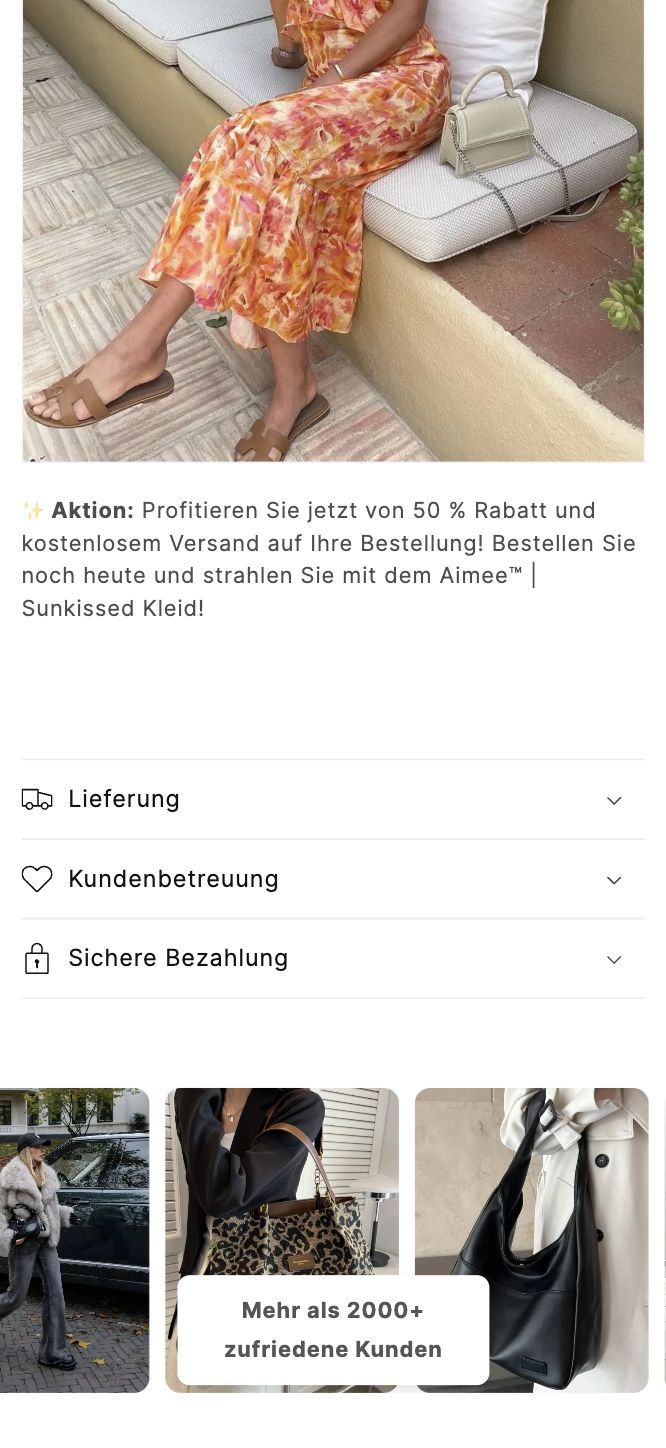 ✨ Aktion: Profitieren Sie jetzt von 50 % Rabatt und
kostenlosem Versand auf Ihre Bestellung! Bestellen Sie
noch heute und strahlen Sie mit dem Aimee™ |
Sunkissed Kleid!
Lieferung
Kundenbetreuung
Sichere Bezahlung
Mehr als 2000+
zufriedene Kunden